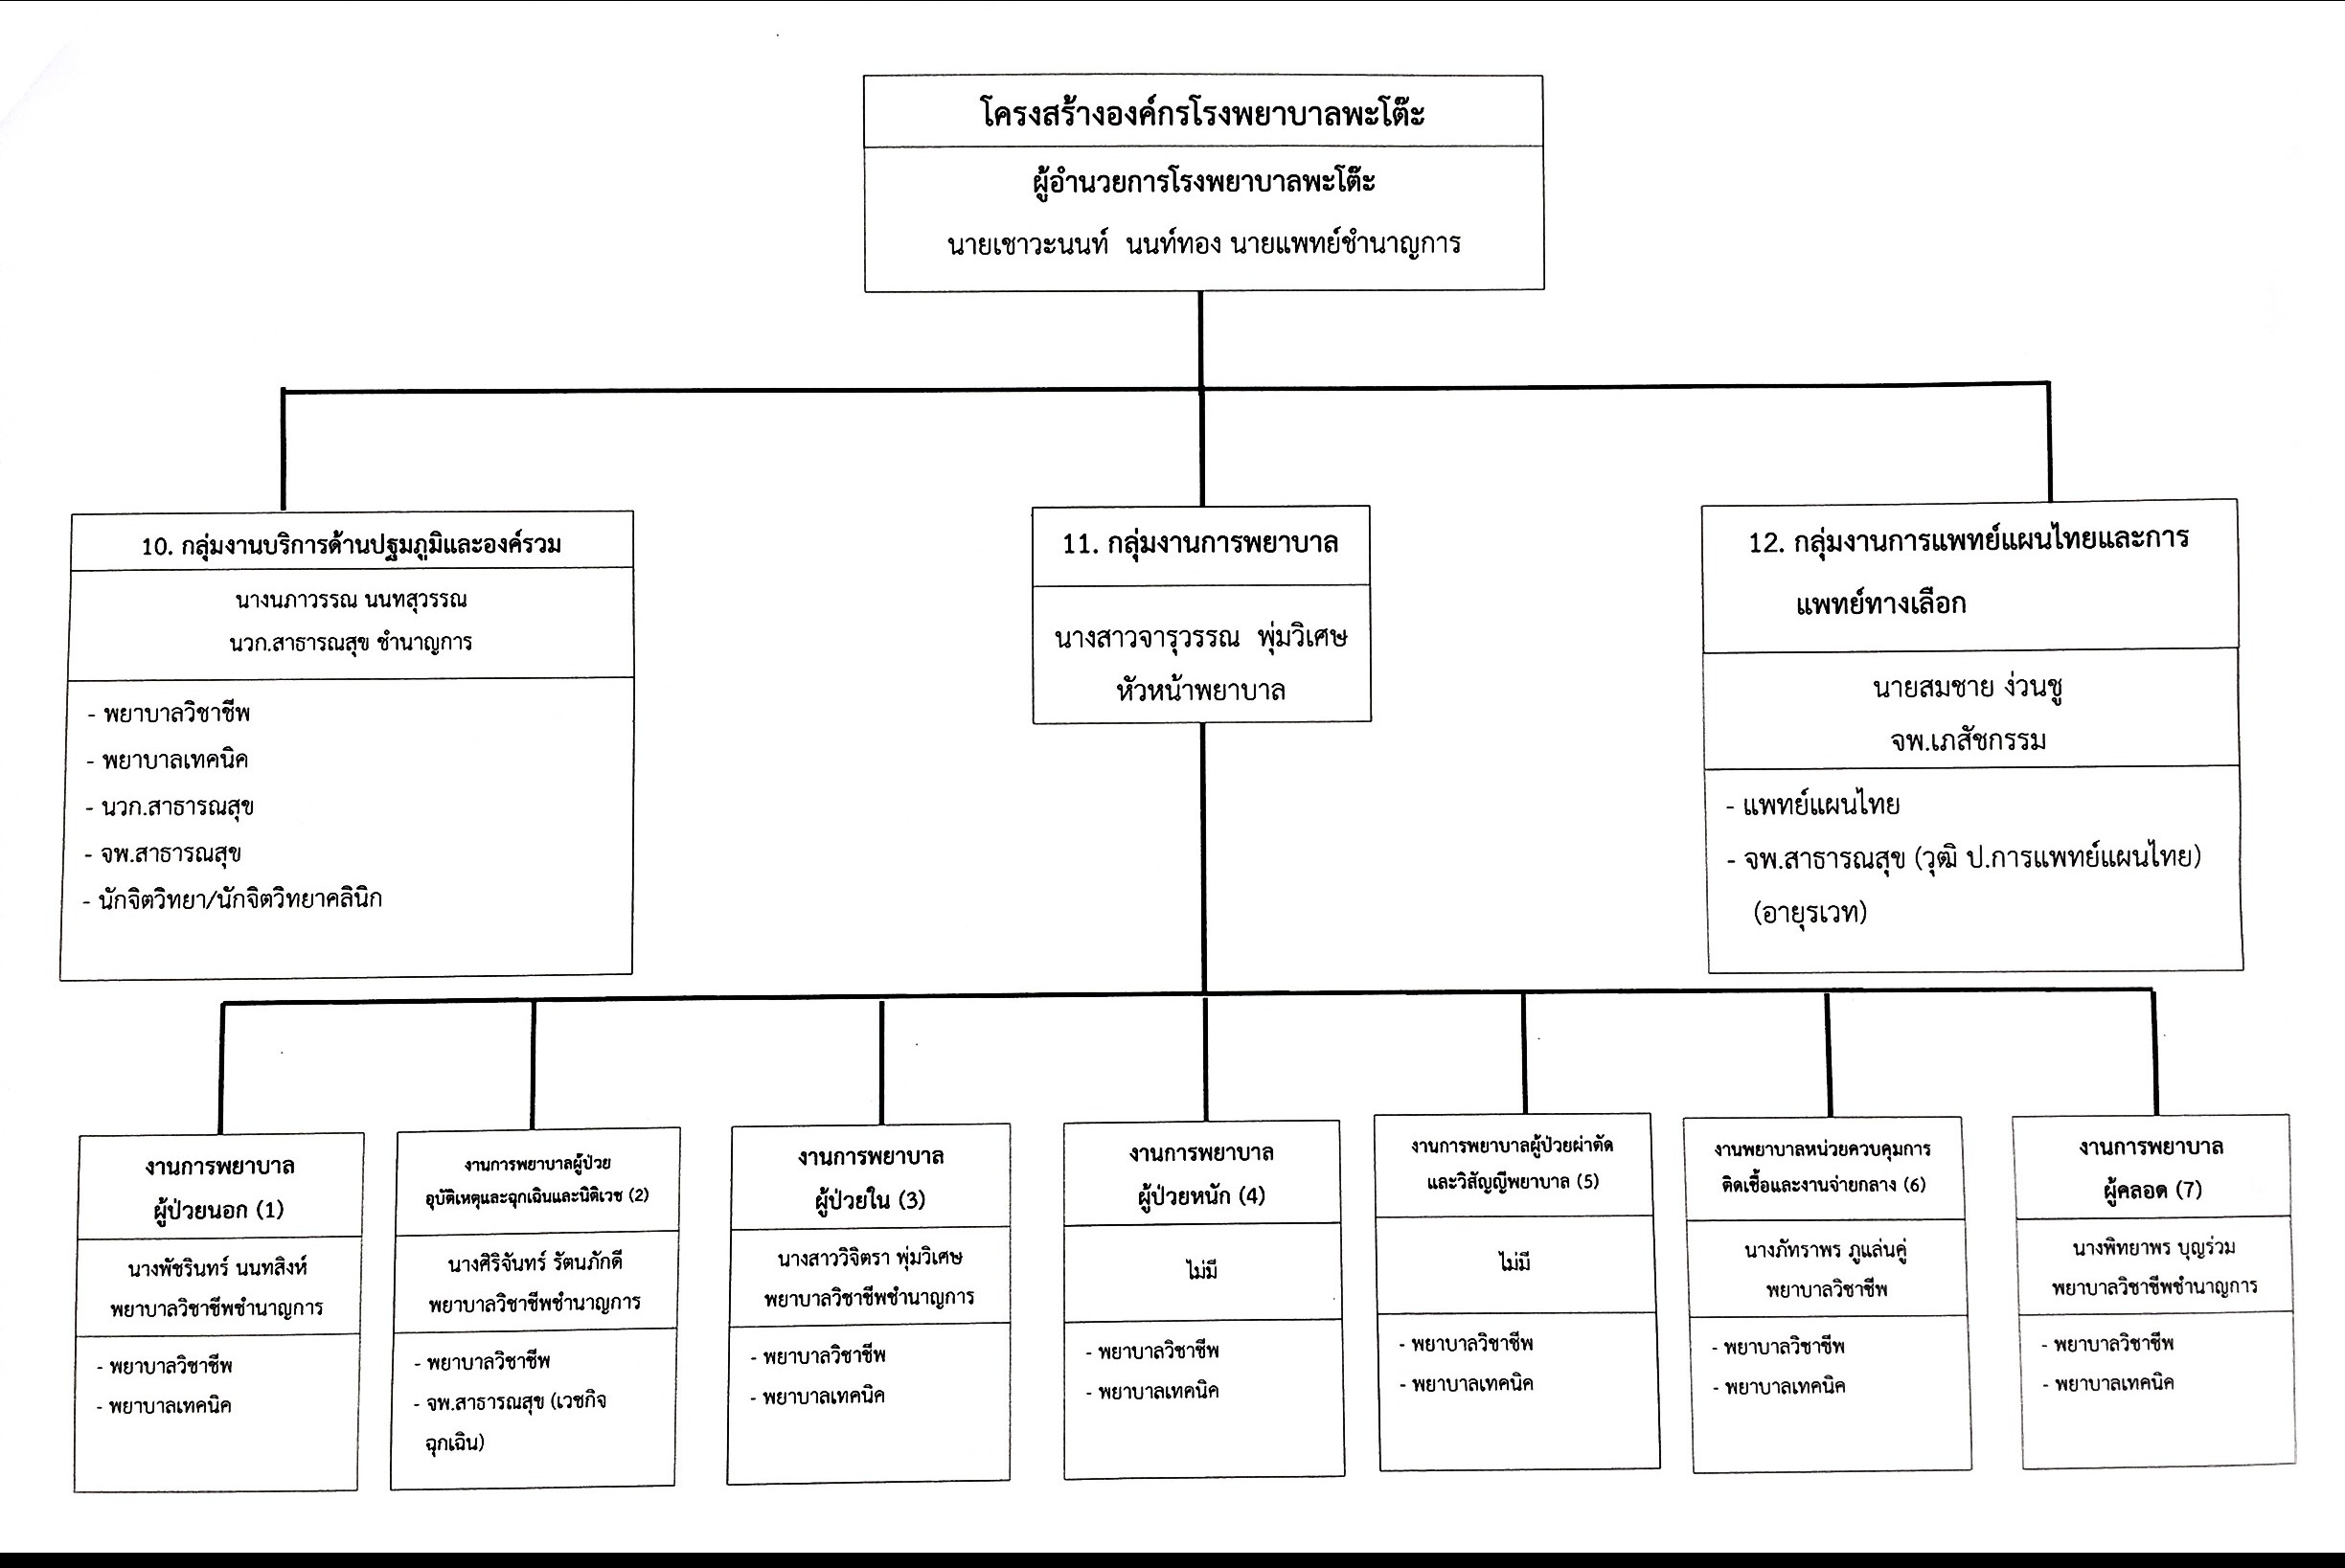 โครงสร้างองค์กรโรงพยาบาลพะโต๊ะ
ผู้อำนวยการโรงพยาบาลพะโต๊ะ
นายเชาวะนนท์ นนท์ทอง นายแพทย์ชำนาญการ
10. กลุ่มงานบริการด้านปฐมภูมิและองค์รวม
นางนภาวรรณ นนทสุวรรณ
นวก.สาธารณสุข ชำนาญการ
- พยาบาลวิชาชีพ
- พยาบาลเทคนิค
- นวก.สาธารณสุข
- จพ.สาธารณสุข
- นักจิตวิทยา/นักจิตวิทยาคลินิก
11. กลุ่มงานการพยาบาล
นางสาวจารุวรรณ พุ่มวิเศษ
หัวหน้าพยาบาล
12. กลุ่มงานการแพทย์แผนไทยและการ
แพทย์ทางเลือก
นายสมชาย ง่วนชู
จพ.เภสัชกรรม
- แพทย์แผนไทย
- จพ.สาธารณสุข (วุฒิ ป.การแพทย์แผนไทย)
(อายุรเวท)
งานการพยาบาล
ผู้ป่วยนอก (1)
นางพัชรินทร์ นนทสิงห์
พยาบาลวิชาชีพชำนาญการ
- พยาบาลวิชาชีพ
- พยาบาลเทคนิค
งานการพยาบาลผู้ป่วย
อุบัติเหตุและฉุกเฉินและนิติเวช (2)
นางศิริจันทร์ รัตนภักดี
พยาบาลวิชาชีพชำนาญการ
- พยาบาลวิชาชีพ
- จพ.สาธารณสุข (เวชกิจ
ฉุกเฉิน)
งานการพยาบาล
ผู้ป่วยใน (3)
นางสาววิจิตรา พุ่มวิเศษ
พยาบาลวิชาชีพชำนาญการ
- พยาบาลวิชาชีพ
- พยาบาลเทคนิค
งานการพยาบาล
ผู้ป่วยหนัก (4)
ไม่มี
- พยาบาลวิชาชีพ
- พยาบาลเทคนิค
งานการพยาบาลผู้ป่วยผ่าตัด
และวิสัญญีพยาบาล (5)
ไม่มี
- พยาบาลวิชาชีพ
- พยาบาลเทคนิค
งานพยาบาลหน่วยควบคุมการ
ติดเชื้อและงานจ่ายกลาง (6)
นางภัทราพร ภูแล่นคู่
พยาบาลวิชาชีพ
- พยาบาลวิชาชีพ
- พยาบาลเทคนิค
งานการพยาบาล
ผู้คลอด (7)
นางพิทยาพร บุญร่วม
พยาบาลวิชาชีพชำนาญการ
- พยาบาลวิชาชีพ
- พยาบาลเทคนิค